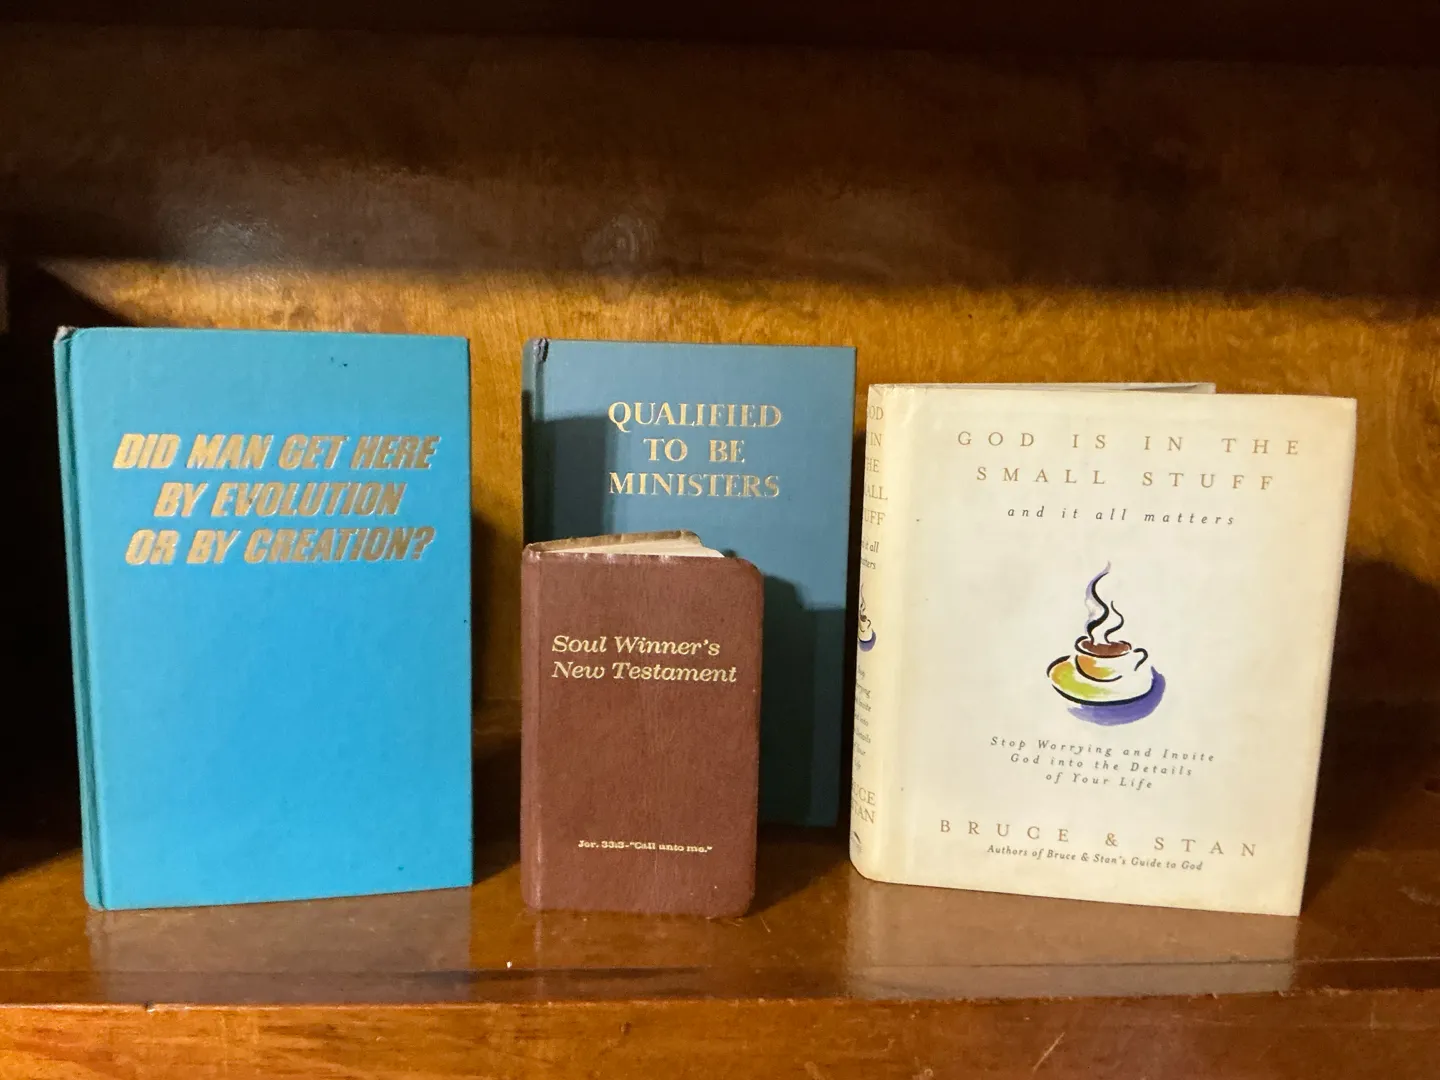 DID MAN GET HERE
BY EVOLUTION
OR BY CREATION?
QUALIFIED
TO BE
MINISTERS
Soul Winner's
New Testament
Jer. 33:3-"Call unto me."
GOD IS IN THE
SMALL STUFF
and it all matters
Stop Worrying and Invite
God into the Details
of Your Life
BRUCE & STAN
Authors of Bruce & Stan's Guide to God